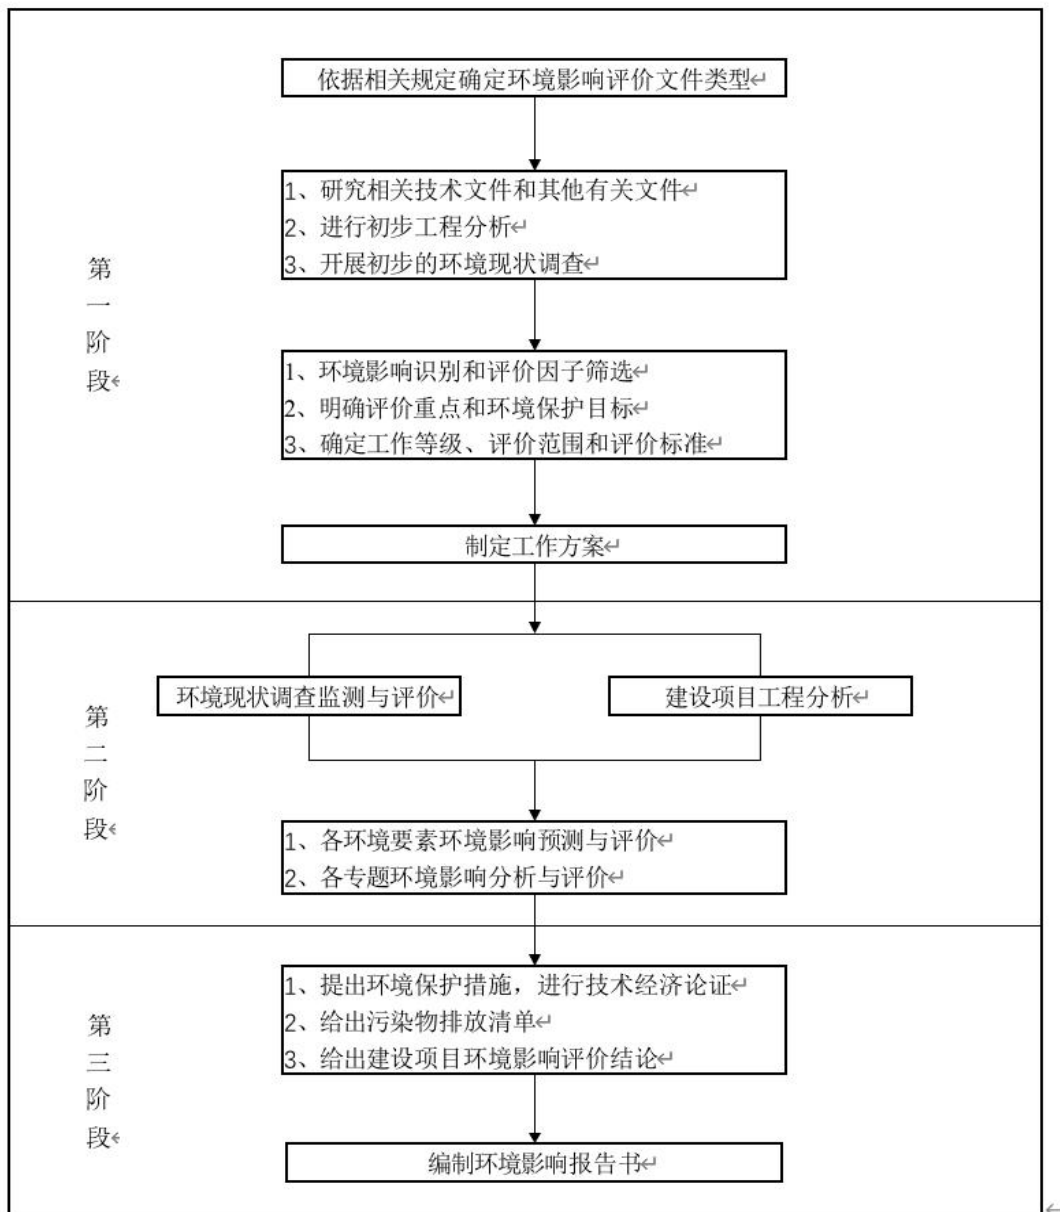 依据相关规定确定环境影响评价文件类型
1、研究相关技术文件和其他有关文件
2、进行初步工程分析
3、开展初步的环境现状调查
第
一
阶
段
1、环境影响识别和评价因子筛选
2、明确评价重点和环境保护目标
3、确定工作等级、评价范围和评价标准
制定工作方案
环境现状调查监测与评价
建设项目工程分析
第
二
阶
段
1、各环境要素环境影响预测与评价
2、各专题环境影响分析与评价
1、提出环境保护措施，进行技术经济论证
2、给出污染物排放清单
3、给出建设项目环境影响评价结论
第
三
阶
段
编制环境影响报告书